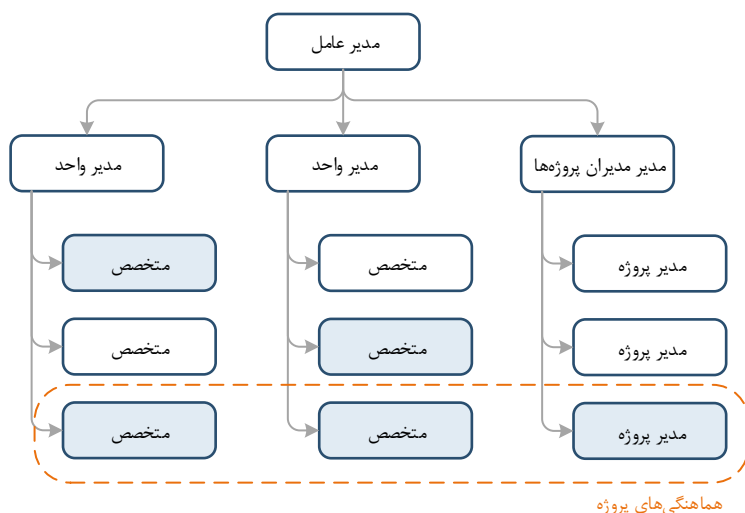 مدیر عامل
مدیر مدیران پروژه‌ها
مدیر واحد
مدیر واحد
مدیر پروژه
متخصص
متخصص
مدیر پروژه
متخصص
متخصص
مدیر پروژه
متخصص
متخصص
هماهنگی‌های پروژه